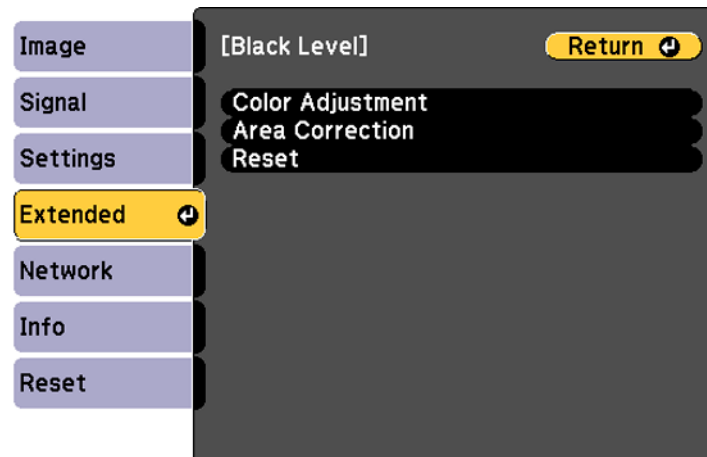 Image
Signal
Settings
Extended
Network
Info
Reset
[Black Level]
Return
Color Adjustment
Area Correction
Reset